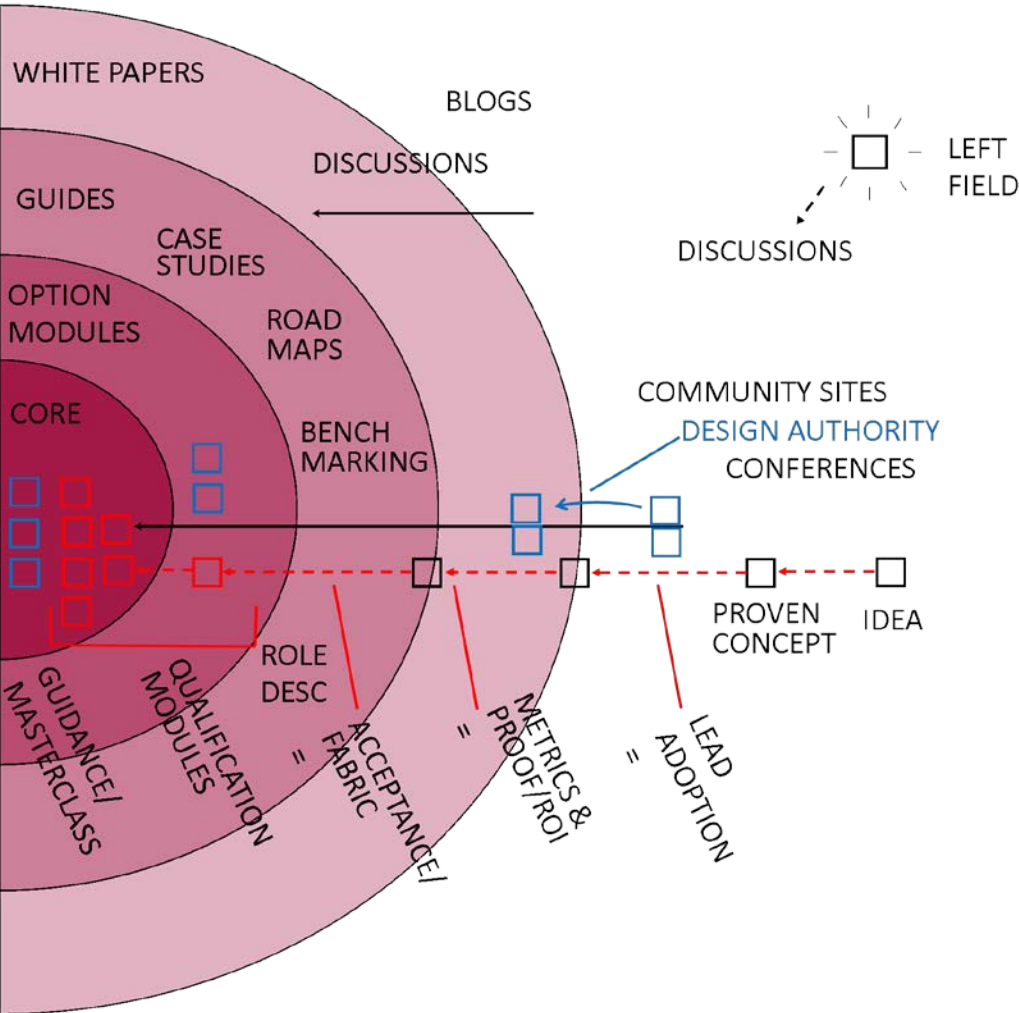 WHITE PAPERS
BLOGS
DISCUSSIONS
LEFT
FIELD
GUIDES
CASE
STUDIES
DISCUSSIONS
OPTION
MODULES
ROAD
MAPS
COMMUNITY SITES
CORE
BENCH
MARKING
DESIGN AUTHORITY
CONFERENCES
PROVEN
CONCEPT
IDEA
ROLE
DESC
GUIDANCE/
MASTERCLASS
QUALIFICATION
MODULES
=
ACCEPTANCE/
FABRIC
=
METRICS &
PROOF/ROI
=
LEAD
ADOPTION